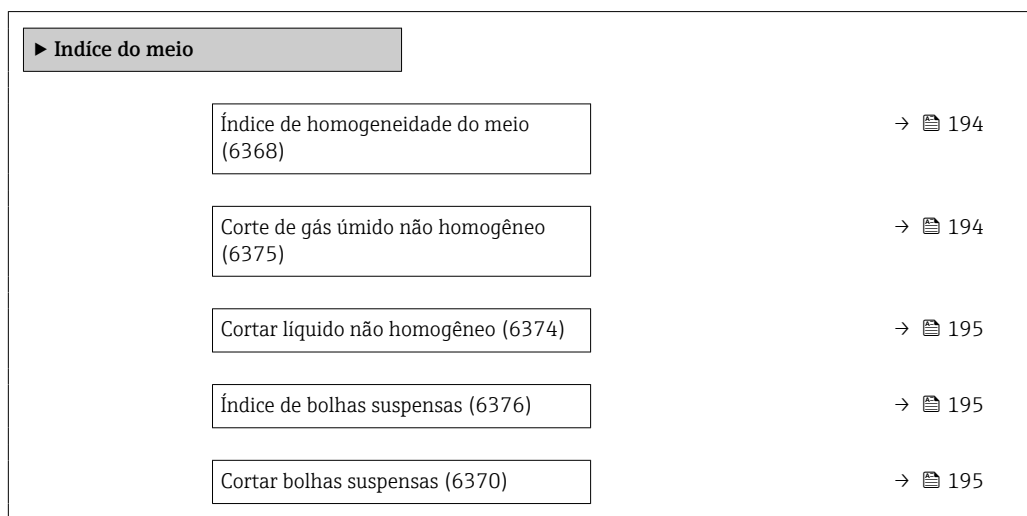 ▶ Indíce do meio
Índice de homogeneidade do meio → 194
(6368)
Corte de gás úmido não homogêneo → 194
(6375)
Cortar líquido não homogêneo (6374) → 195
Índice de bolhas suspensas (6376) → 195
Cortar bolhas suspensas (6370) → 195